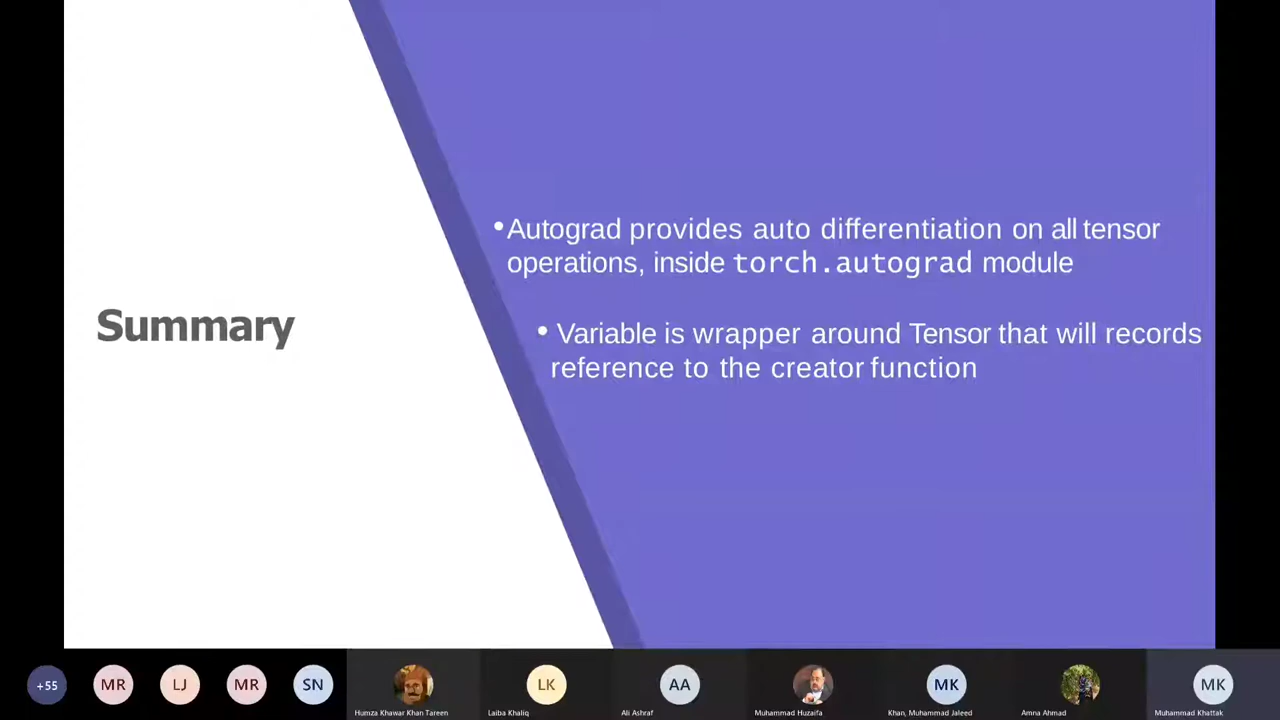 Summary
•Autograd provides auto differentiation on all tensor
operations, inside torch.autograd module
• Variable is wrapper around Tensor that will records
reference to the creator function
+55
MR
LJ
MR
SN
Humza Khawar Khan Tareen
LK
Laiba Khaliq
AA
Ali Ashraf
Muhammad Huzaifa
MK
Khan, Muhammad Jaleed
Amna Ahmad
MK
Muhammad Khattak